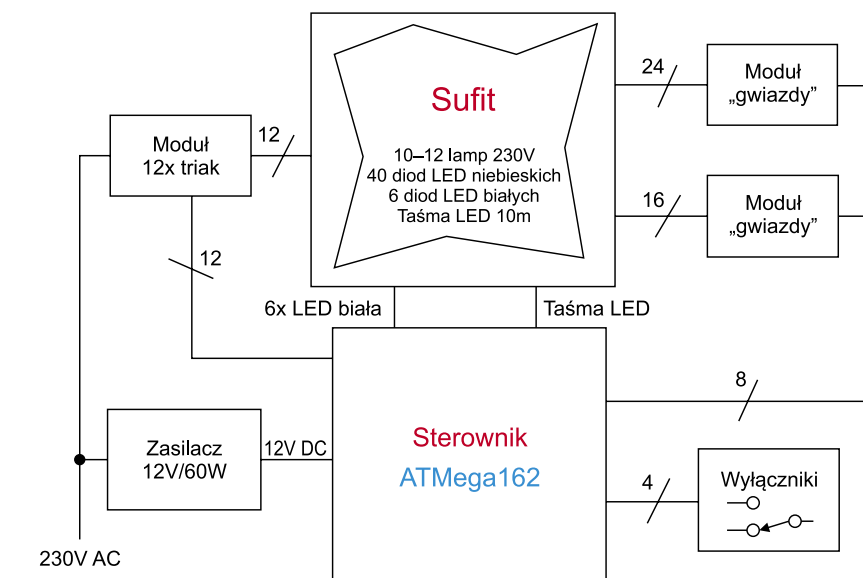 Sufit
10–12 lamp 230V
40 diod LED niebieskich
6 diod LED białych
Taśma LED 10m
24
Moduł
„gwiazdy”
Moduł
12x triak
12
16
Moduł
„gwiazdy”
12
6x LED biała
Taśma LED
8
Zasilacz
12V/60W
12V DC
Sterownik
ATMega162
4
Wyłączniki
230V AC